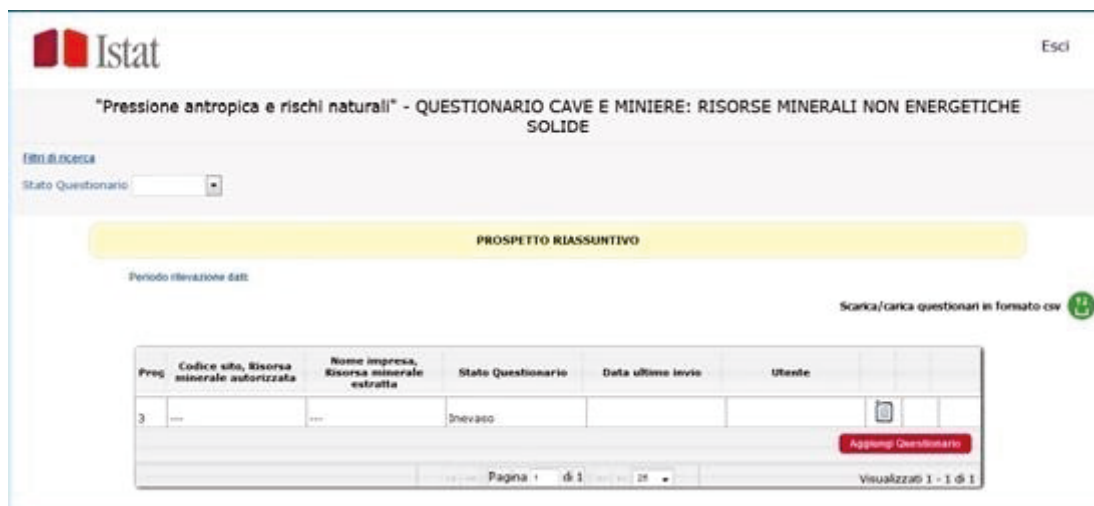 Istat
Esci
"Pressione antropica e rischi naturali" - QUESTIONARIO CAVE E MINIERE: RISORSE MINERALI NON ENERGETICHE
SOLIDE
Filtri di ricerca
Stato Questionario
PROSPETTO RIASSUNTIVO
Periodo rilevazione dati:
Scarica/carica questionari in formato csv
Prog Codice sito, Risorsa minerale autorizzata Nome impresa, Risorsa minerale estratta Stato Questionario Data ultimo invio Utente
3 --- --- Inevaso
Aggiungi Questionario
Pagina 1 di 1
Visualizzati 1 - 1 di 1